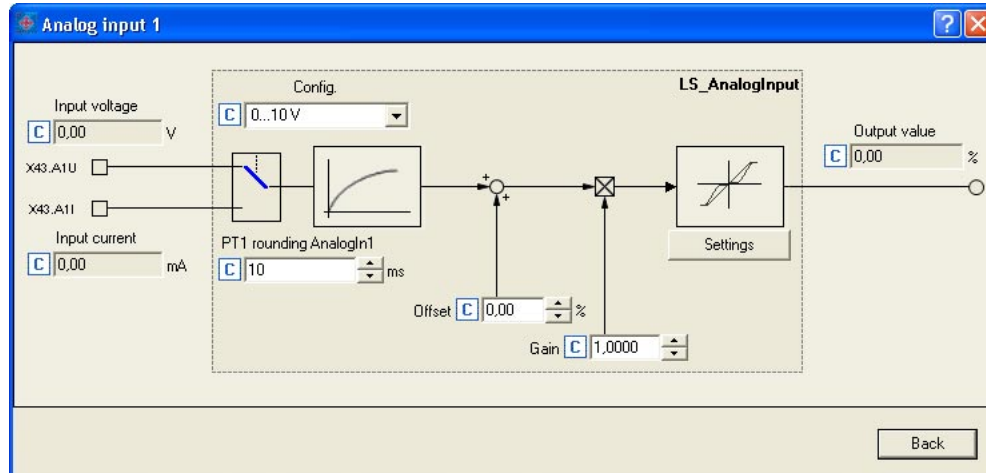 Analog input 1
Config.
LS_AnalogInput
Input voltage
C 0...10 V
C 0,00 V
Output value
C 0,00 %
X43.A1U
X43.A1I
+
+
Input current
PT1 rounding AnalogIn1
Settings
C 0,00 mA
C 10 ms
Offset C 0,00 %
Gain C 1,0000
Back